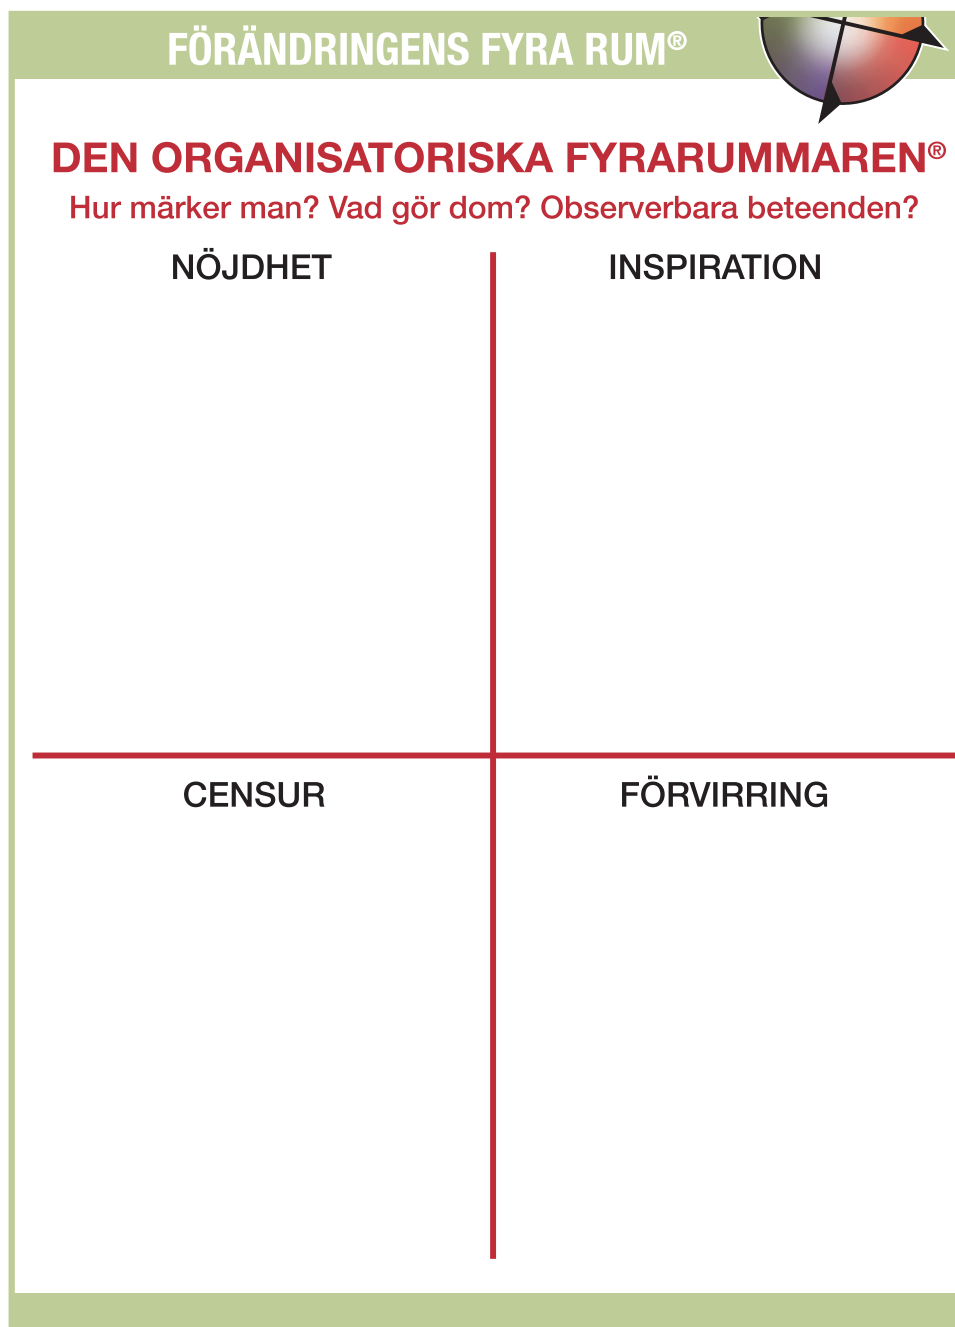 FÖRÄNDRINGENS FYRA RUM®
DEN ORGANISATORISKA FYRARUMMAREN®
Hur märker man? Vad gör dom? Observerbara beteenden?
NÖJDHET
INSPIRATION
CENSUR
FÖRVIRRING